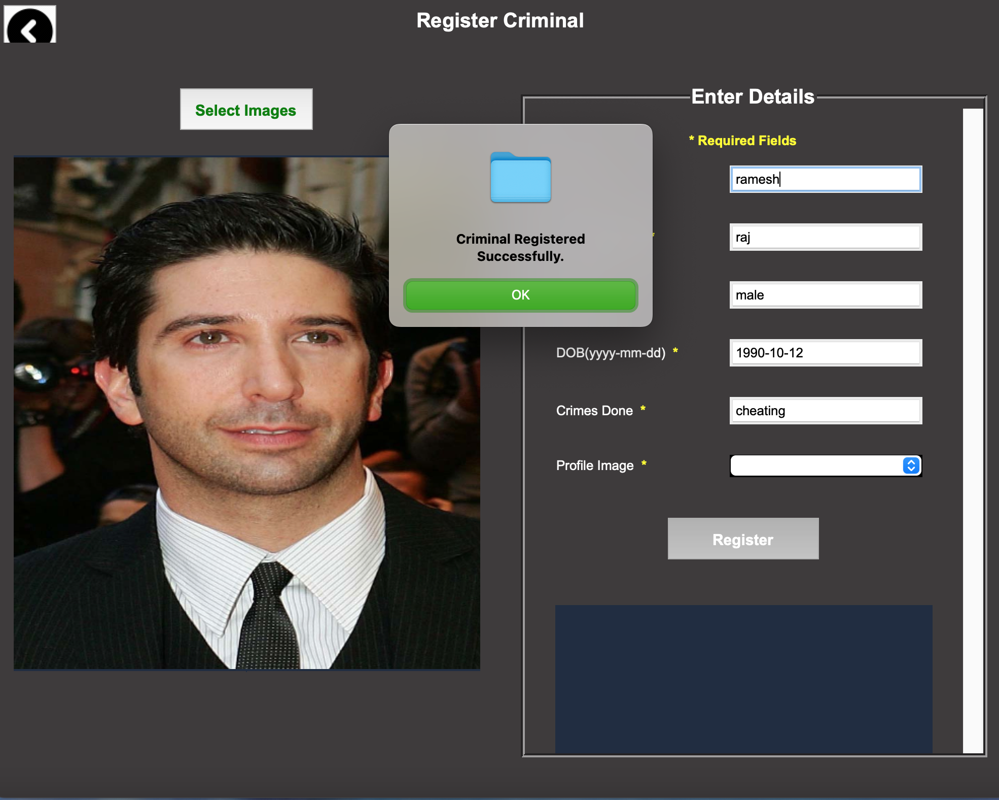 Register Criminal
Select Images
Enter Details
* Required Fields
ramesh
*
raj
male
Criminal Registered
Successfully.
OK
DOB(yyyy-mm-dd) *
1990-10-12
Crimes Done *
cheating
Profile Image *
Register